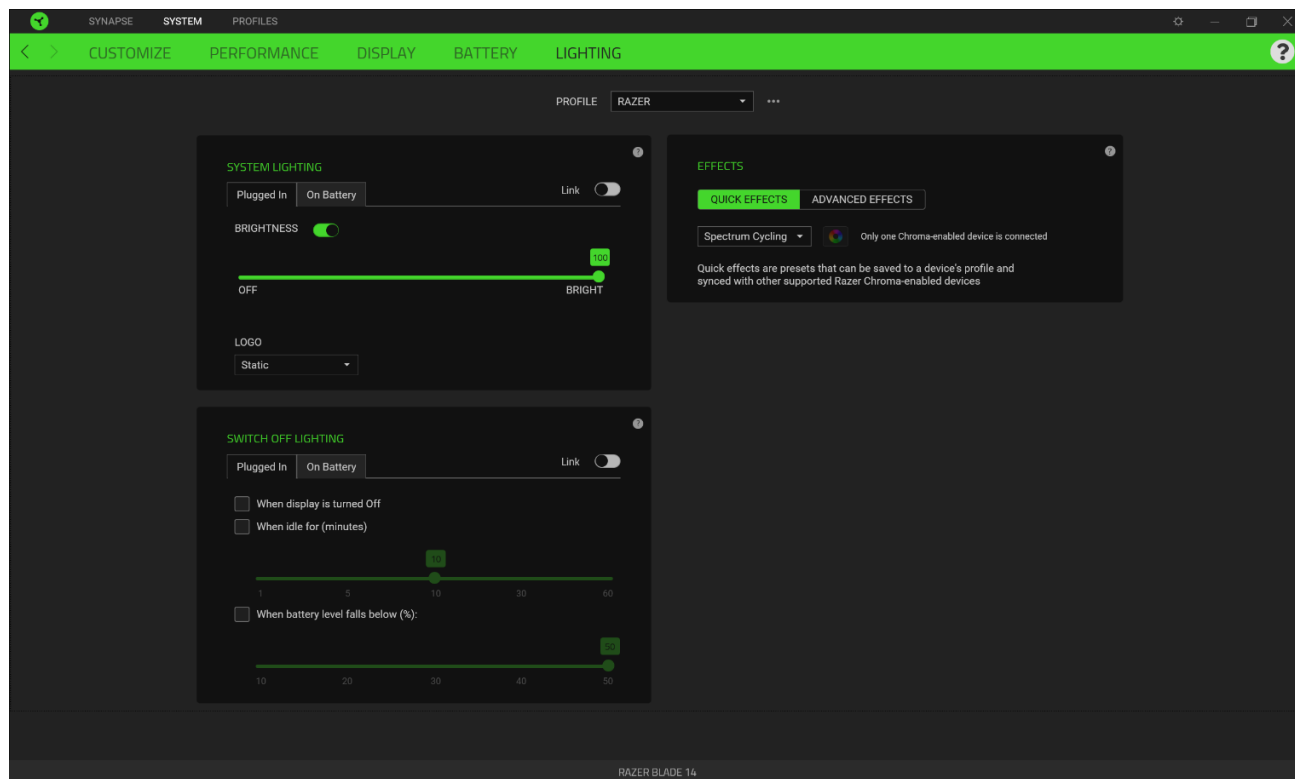 SYNAPSE SYSTEM PROFILES
CUSTOMIZE PERFORMANCE DISPLAY BATTERY LIGHTING ?
PROFILE RAZER
SYSTEM LIGHTING ?
Plugged In On Battery Link
BRIGHTNESS
100
OFF BRIGHT
LOGO
Static
EFFECTS ?
QUICK EFFECTS ADVANCED EFFECTS
Spectrum Cycling Only one Chroma-enabled device is connected
Quick effects are presets that can be saved to a device's profile and
synced with other supported Razer Chroma-enabled devices
SWITCH OFF LIGHTING ?
Plugged In On Battery Link
When display is turned Off
When idle for (minutes)
10
1 5 10 30 60
When battery level falls below (%):
50
10 20 30 40 50
RAZER BLADE 14